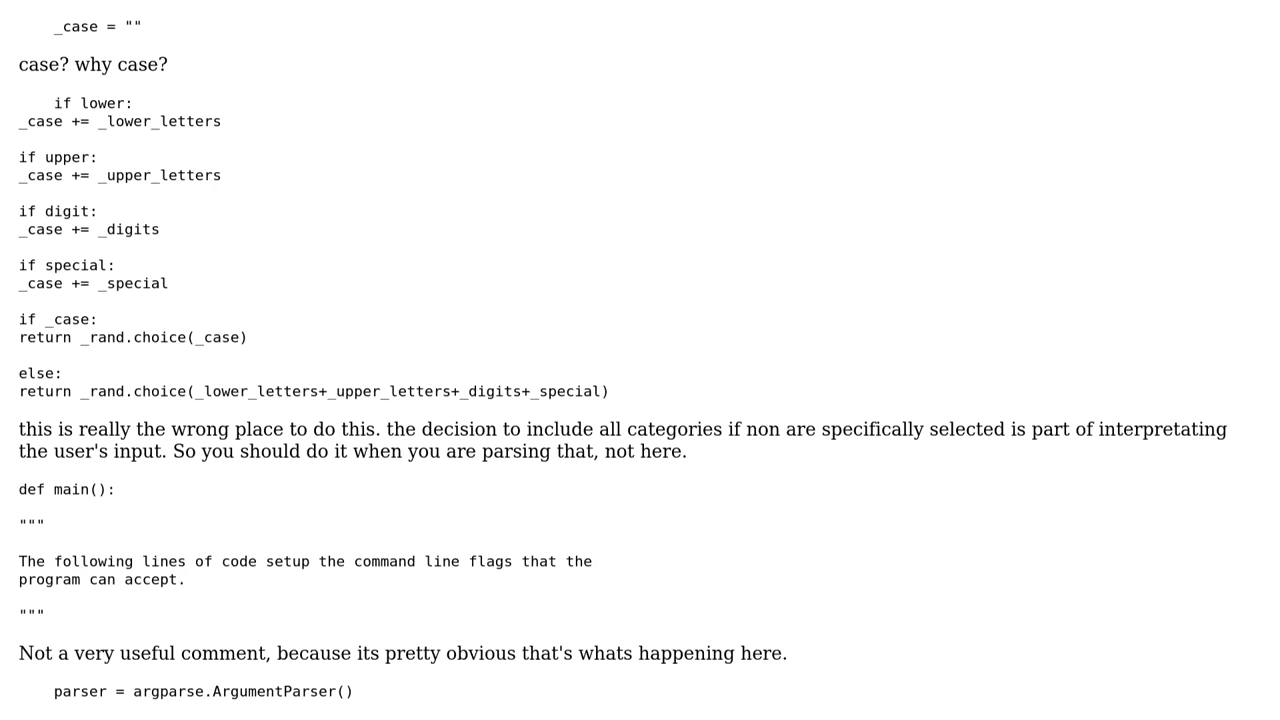 _case = ""
case? why case?
if lower:
_case += _lower_letters
if upper:
_case += _upper_letters
if digit:
_case += _digits
if special:
_case += _special
if _case:
return _rand.choice(_case)
else:
return _rand.choice(_lower_letters+_upper_letters+_digits+_special)
this is really the wrong place to do this. the decision to include all categories if non are specifically selected is part of interpretating
the user's input. So you should do it when you are parsing that, not here.
def main():
"""
The following lines of code setup the command line flags that the
program can accept.
"""
Not a very useful comment, because its pretty obvious that's whats happening here.
parser = argparse.ArgumentParser()